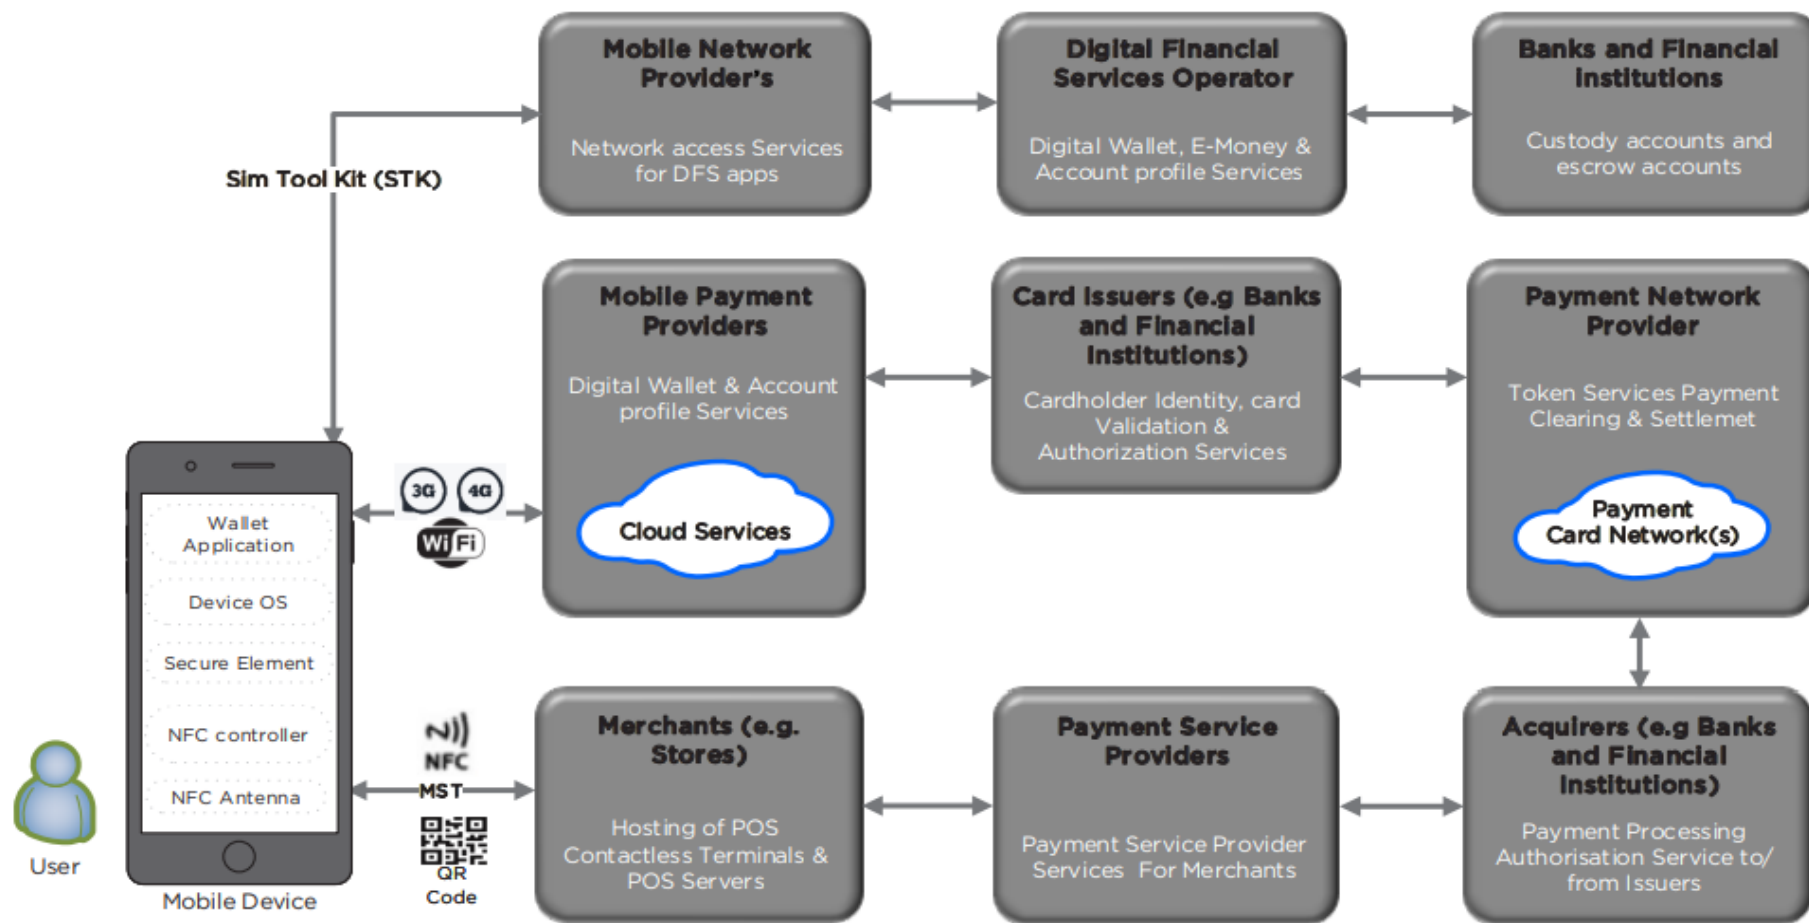 Mobile Network
Provider's
Network access Services
for DFS apps
Digital Financial
Services Operator
Digital Wallet, E-Money &
Account profile Services
Banks and Financial
Institutions
Custody accounts and
escrow accounts
Sim Tool Kit (STK)
Mobile Payment
Providers
Digital Wallet & Account
profile Services
Cloud Services
Card Issuers (e.g Banks
and Financial
Institutions)
Cardholder Identity, card
Validation &
Authorization Services
Payment Network
Provider
Token Services Payment
Clearing & Settlemet
Payment
Card Network(s)
3G 4G
WiFi
Wallet
Application
Device OS
Secure Element
NFC controller
NFC Antenna
User
Mobile Device
NFC
MST
QR
Code
Merchants (e.g.
Stores)
Hosting of POS
Contactless Terminals &
POS Servers
Payment Service
Providers
Payment Service Provider
Services For Merchants
Acquirers (e.g Banks
and Financial
Institutions)
Payment Processing
Authorisation Service to/
from Issuers